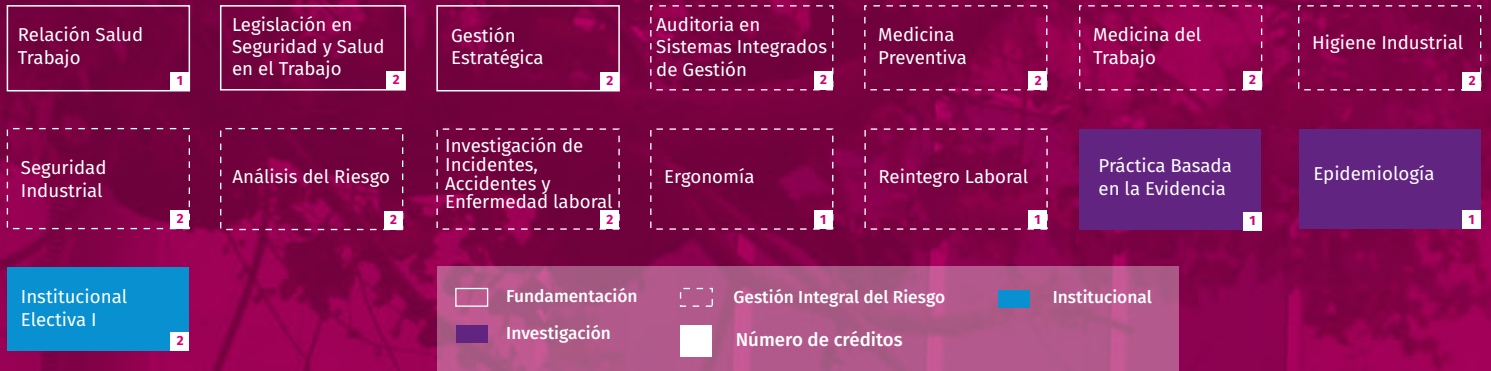 Relación Salud
Trabajo
1
Legislación en
Seguridad y Salud
en el Trabajo
2
Gestión
Estratégica
2
Auditoria en
Sistemas Integrados
de Gestión
2
Medicina
Preventiva
2
Medicina del
Trabajo
2
Higiene Industrial
2
Seguridad
Industrial
2
Análisis del Riesgo
2
Investigación de
Incidentes,
Accidentes y
Enfermedad laboral
2
Ergonomía
1
Reintegro Laboral
1
Práctica Basada
en la Evidencia
1
Epidemiología
1
Institucional
Electiva I
2
Fundamentación
Gestión Integral del Riesgo
Institucional
Investigación
Número de créditos